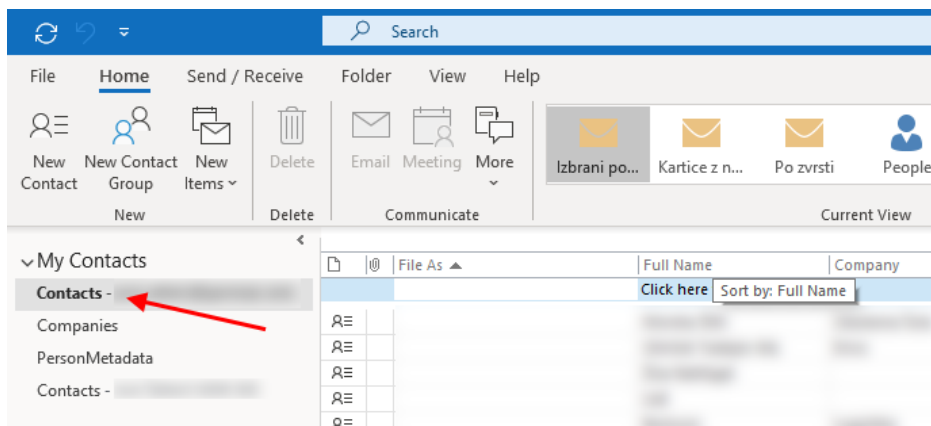 Search
File Home Send / Receive Folder View Help
New Contact
New Contact Group
New Items
Delete
Email
Meeting
More
Izbrani po...
Kartice z n...
Po zvrsti
People
New
Delete
Communicate
Current View
My Contacts
Contacts -
Companies
PersonMetadata
Contacts -
File As Full Name Company
Click here
Sort by: Full Name